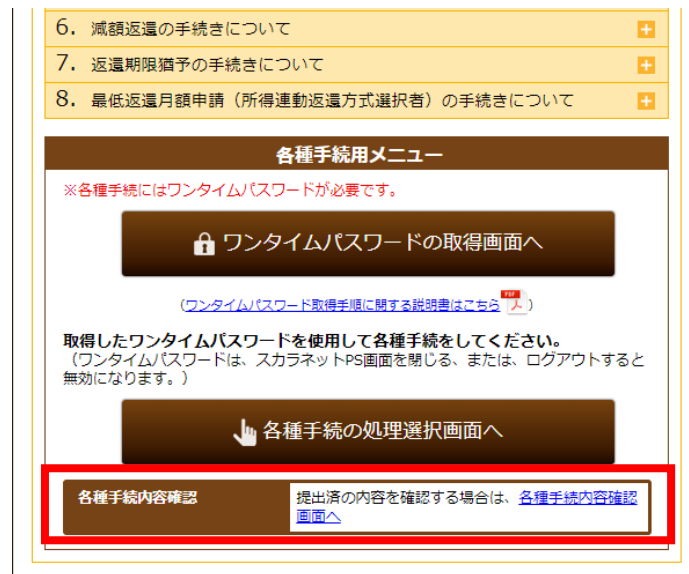 6. 減額返還の手続きについて
7. 返還期限猶予の手続きについて
8. 最低返還月額申請（所得連動返還方式選択者）の手続きについて
各種手続用メニュー
※各種手続にはワンタイムパスワードが必要です。
ワンタイムパスワードの取得画面へ
（ワンタイムパスワード取得手順に関する説明書はこちら PDF）
取得したワンタイムパスワードを使用して各種手続をしてください。
（ワンタイムパスワードは、スカラネットPS画面を閉じる、または、ログアウトすると
無効になります。）
各種手続の処理選択画面へ
各種手続内容確認
提出済の内容を確認する場合は、各種手続内容確認
画面へ